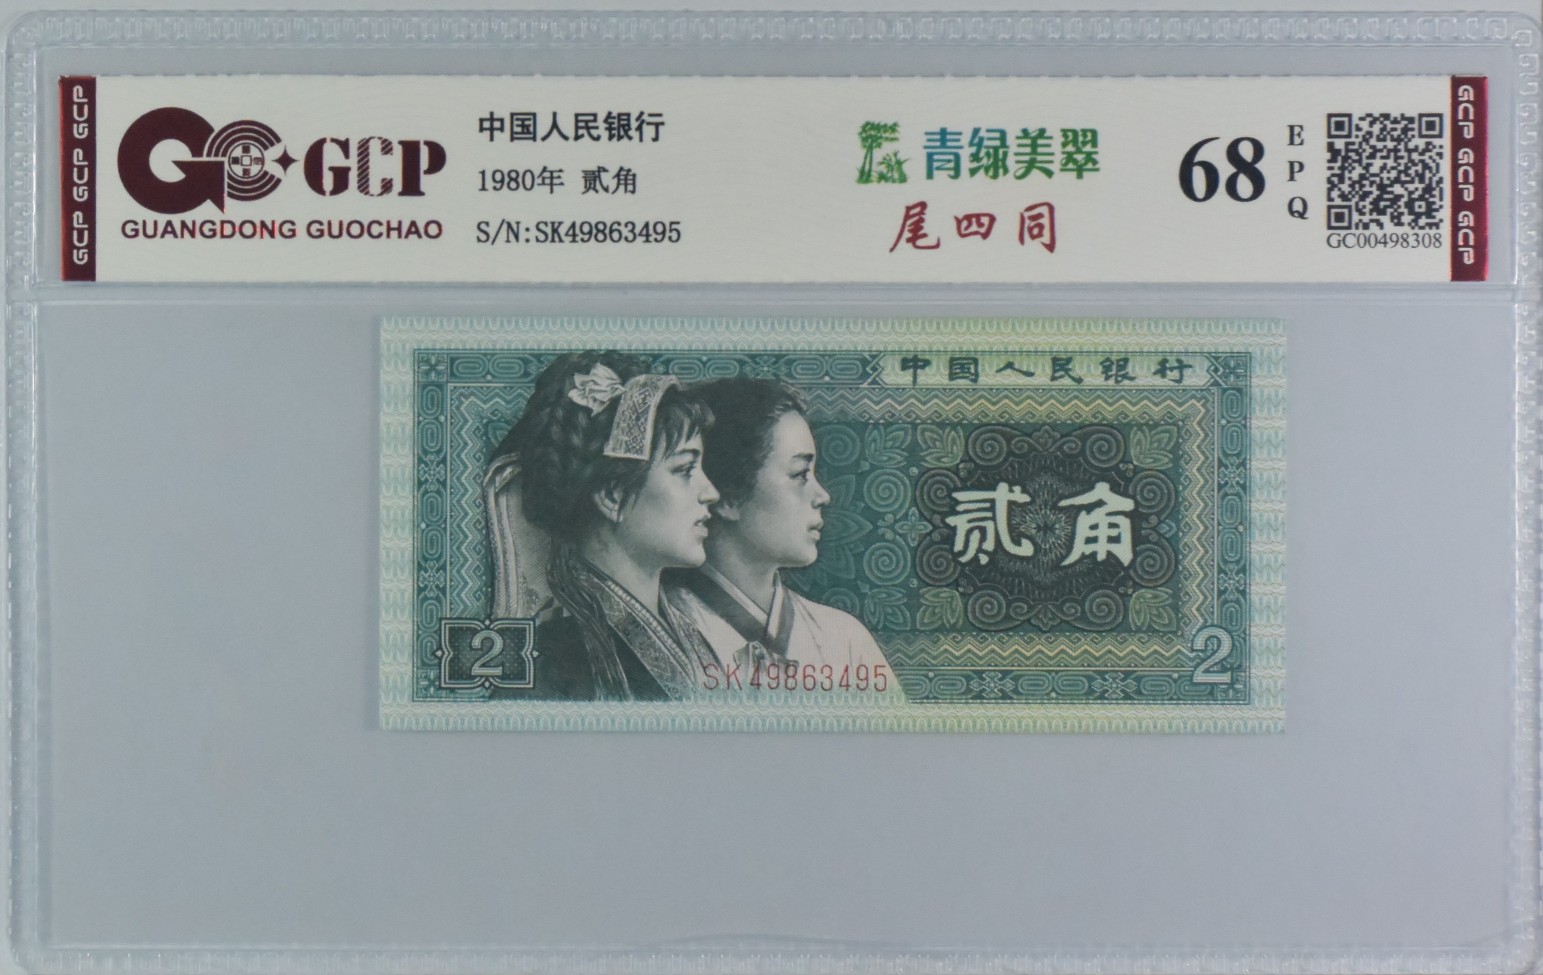 GCP GCP GCP
GCP
GUANGDONG GUOCHAO
中国人民银行
1980年 贰角
S/N:SK49863495
青绿美翠
尾四同
68
EPQ
GC00498308
GCP GCP GCP
中国人民银行
贰角
2
SK49863495
2